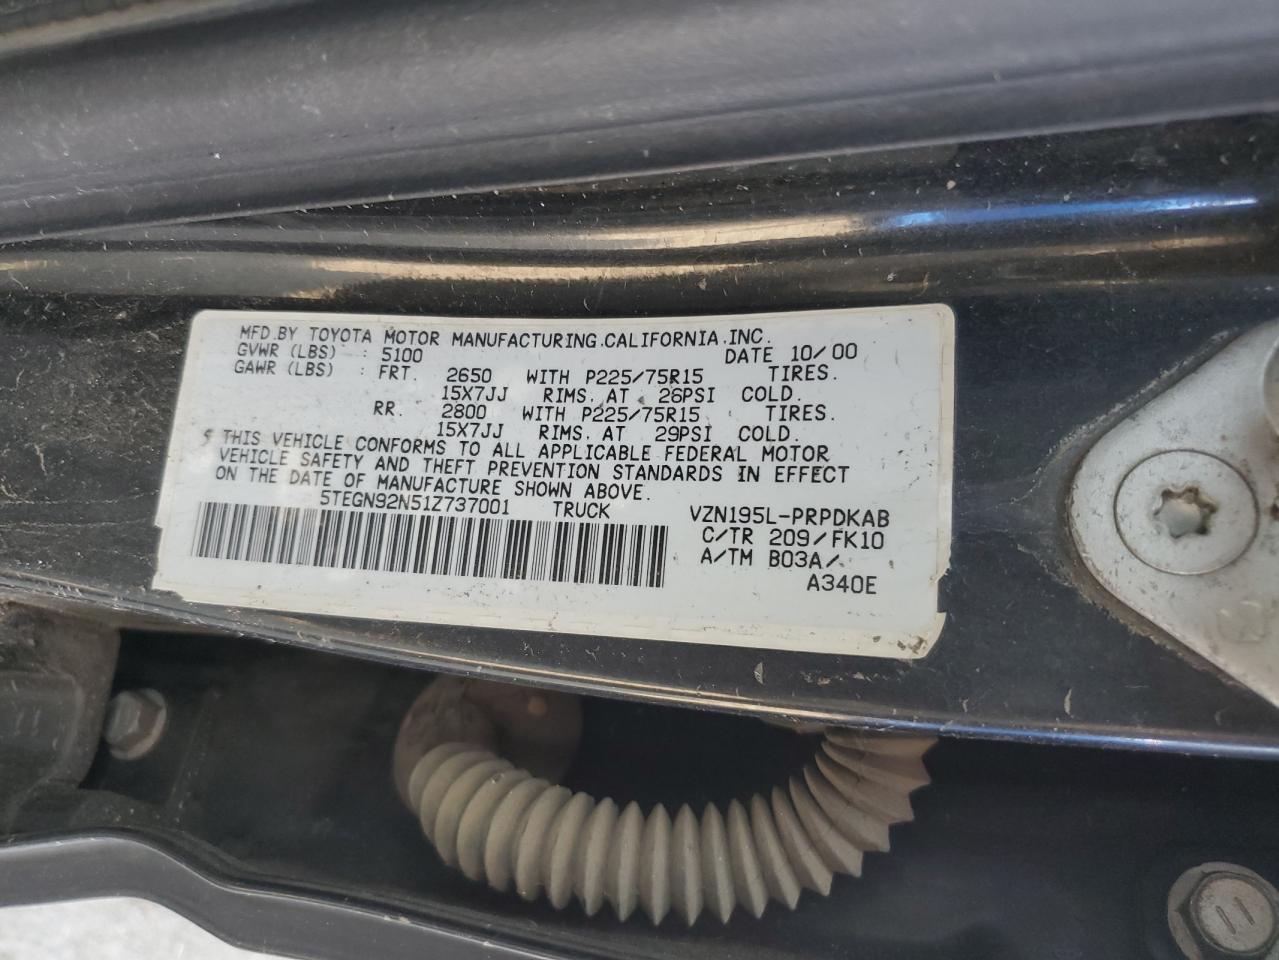 MFD.BY TOYOTA MOTOR MANUFACTURING.CALIFORNIA.INC.
GVWR (LBS) : 5100 DATE 10/00
GAWR (LBS) : FRT. 2650 WITH P225/75R15 TIRES.
15X7JJ RIMS. AT 26PSI COLD.
RR. 2800 WITH P225/75R15 TIRES.
15X7JJ RIMS. AT 29PSI COLD.
THIS VEHICLE CONFORMS TO ALL APPLICABLE FEDERAL MOTOR
VEHICLE SAFETY AND THEFT PREVENTION STANDARDS IN EFFECT
ON THE DATE OF MANUFACTURE SHOWN ABOVE.
5TEGN92N51Z737001 TRUCK VZN195L-PRPDKAB
C/TR 209/FK10
A/TM B03A/
A340E